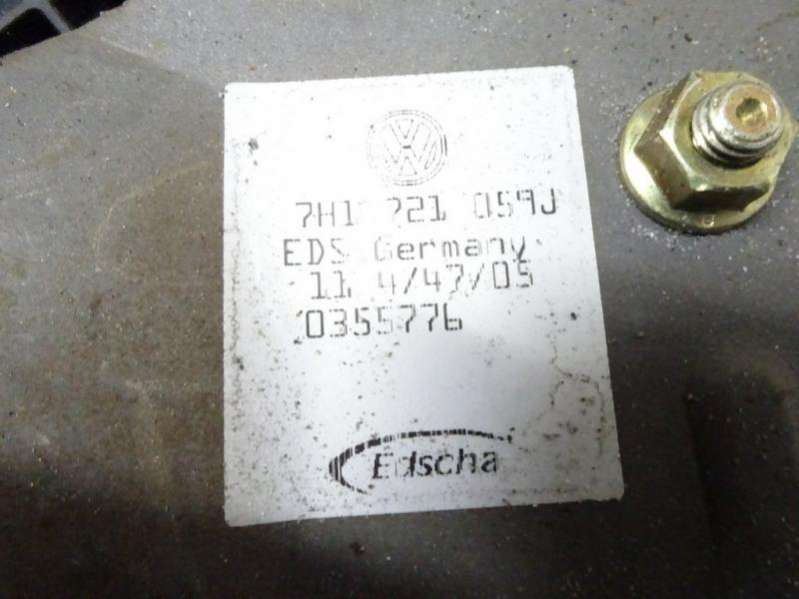 7H1 721 059J
EDS Germany
11 4/47/05
0355776
Edscha